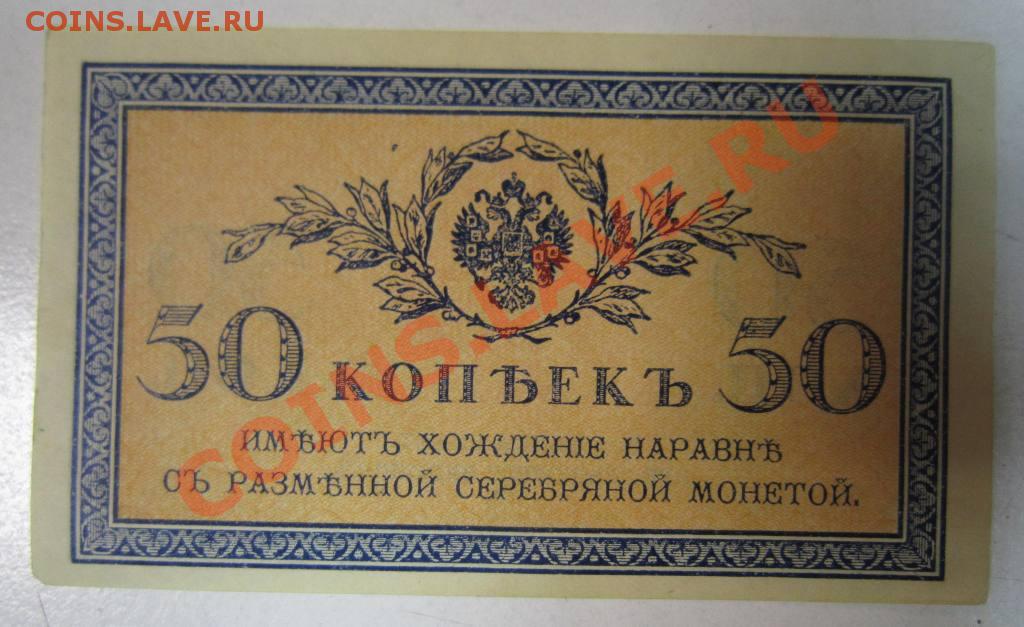 COINS.LAVE.RU
50 КОПѢЕКЪ 50
ИМѢЮТЪ ХОЖДЕНІЕ НАРАВНѢ
СЪ РАЗМѢННОЙ СЕРЕБРЯНОЙ МОНЕТОЙ.
COINS.LAVE.RU